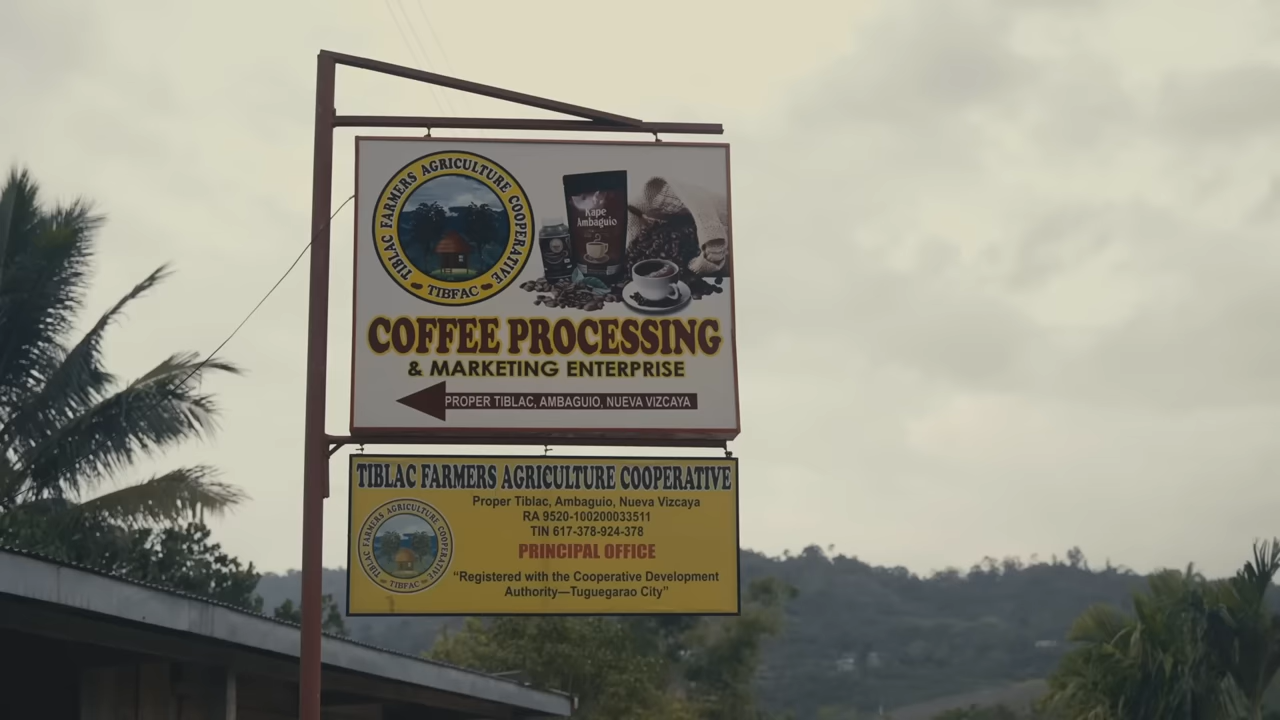 TIBLAC FARMERS AGRICULTURE COOPERATIVE
TIBFAC
Kape
Ambaguio
COFFEE PROCESSING
& MARKETING ENTERPRISE
PROPER TIBLAC, AMBAGUIO, NUEVA VIZCAYA
TIBLAC FARMERS AGRICULTURE COOPERATIVE
Proper Tiblac, Ambaguio, Nueva Vizcaya
RA 9520-100200033511
TIN 617-378-924-378
PRINCIPAL OFFICE
“Registered with the Cooperative Development
Authority—Tuguegarao City”
TIBLAC FARMERS AGRICULTURE COOPERATIVE
TIBFAC